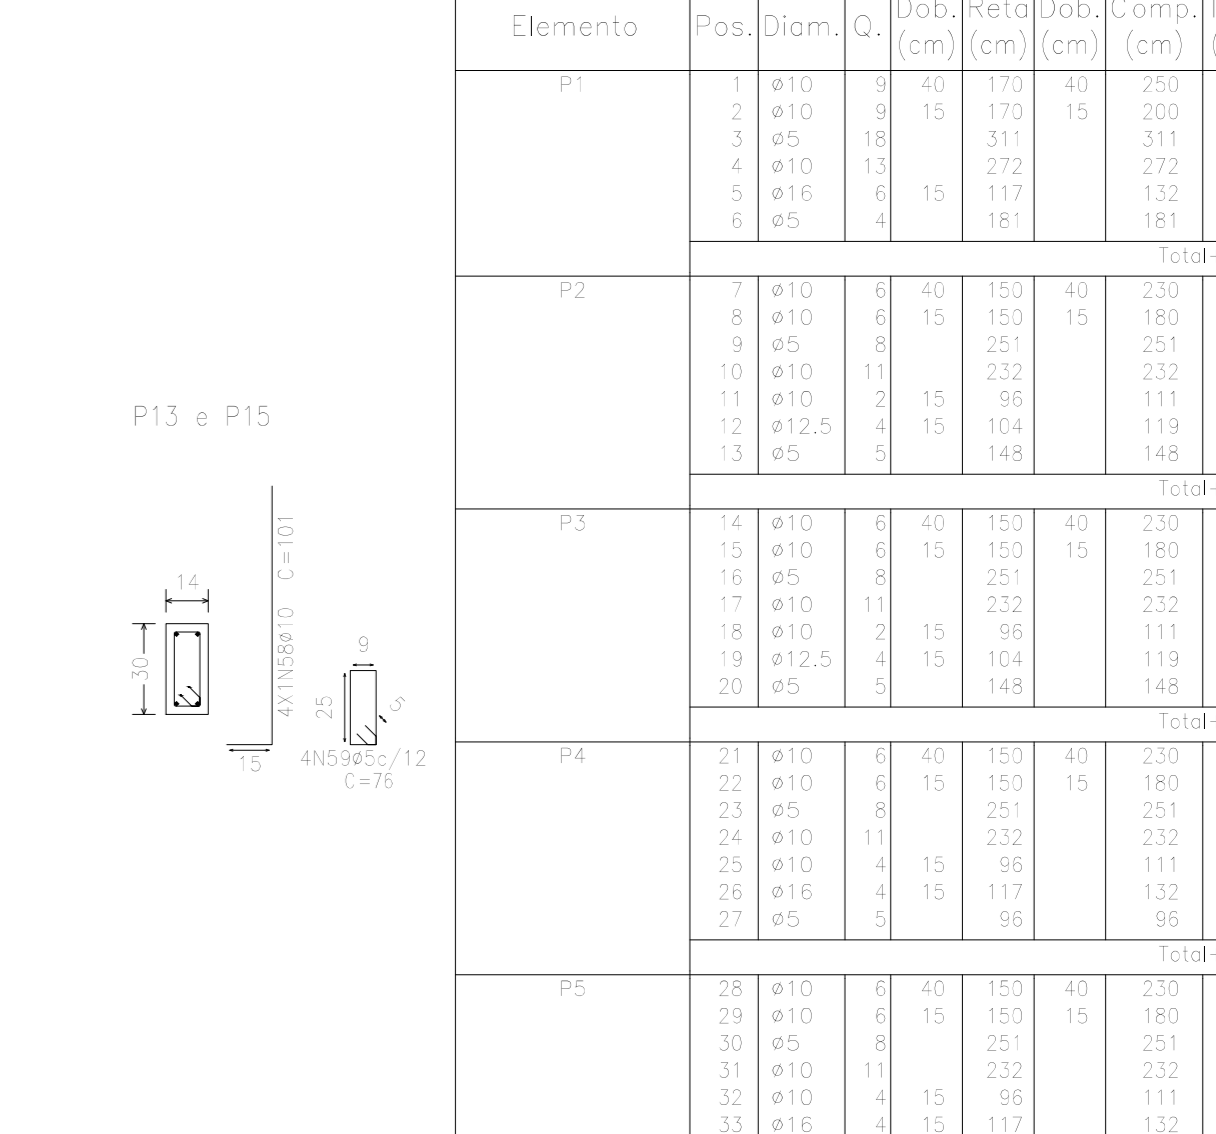 P13 e P15
4X1N58ø10 C=101
14
30
15
9
25
5
4N59ø5c/12
C=76
Elemento Pos. Diam. Q. Dob. Reta Dob. Comp.
(cm) (cm) (cm) (cm)
P1 1 ø10 9 40 170 40 250
2 ø10 9 15 170 15 200
3 ø5 18 311 311
4 ø10 13 272 272
5 ø16 6 15 117 132
6 ø5 4 181 181
Total-
P2 7 ø10 6 40 150 40 230
8 ø10 6 15 150 15 180
9 ø5 8 251 251
10 ø10 11 232 232
11 ø10 2 15 96 111
12 ø12.5 4 15 104 119
13 ø5 5 148 148
Total-
P3 14 ø10 6 40 150 40 230
15 ø10 6 15 150 15 180
16 ø5 8 251 251
17 ø10 11 232 232
18 ø10 2 15 96 111
19 ø12.5 4 15 104 119
20 ø5 5 148 148
Total-
P4 21 ø10 6 40 150 40 230
22 ø10 6 15 150 15 180
23 ø5 8 251 251
24 ø10 11 232 232
25 ø10 4 15 96 111
26 ø16 4 15 117 132
27 ø5 5 96 96
Total-
P5 28 ø10 6 40 150 40 230
29 ø10 6 15 150 15 180
30 ø5 8 251 251
31 ø10 11 232 232
32 ø10 4 15 96 111
33 ø16 4 15 117 132